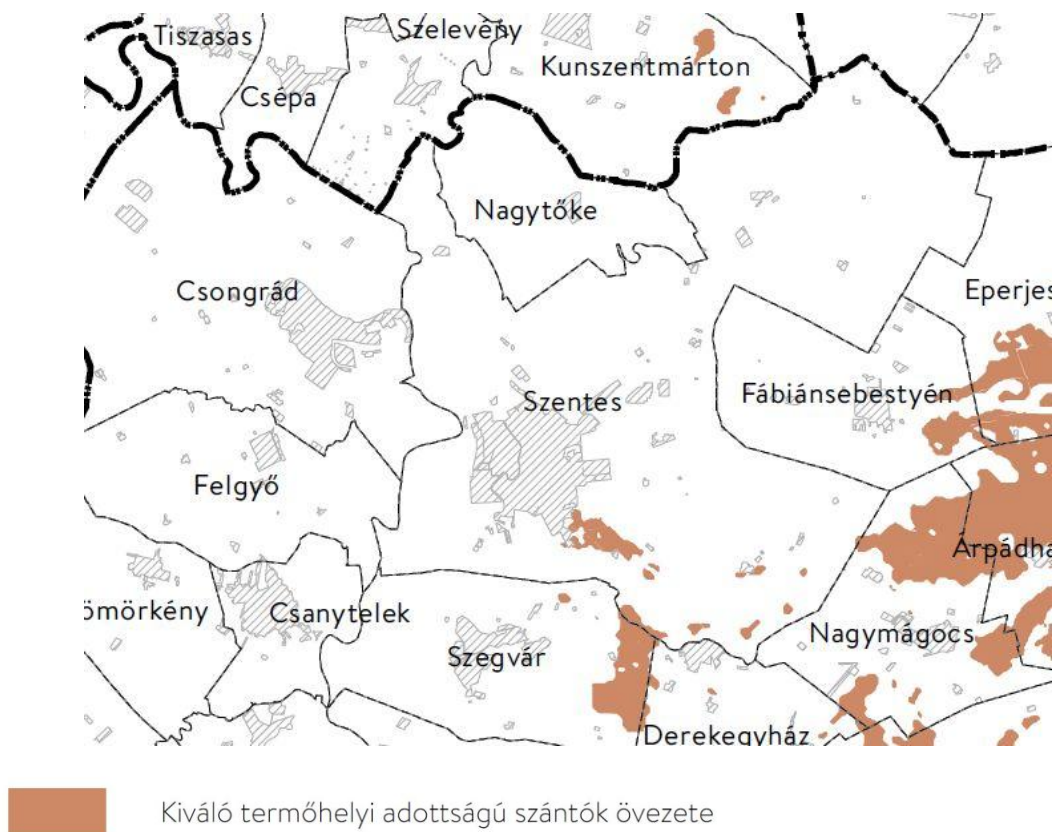 Tiszasas
Szelevény
Kunszentmárton
Csépa
Nagytőke
Csongrád
Eperjes
Fábiánsebestyén
Szentes
Felgyő
Árpádha
ömörkény
Csanytelek
Nagymágocs
Szegvár
Derekegyház
Kiváló termőhelyi adottságú szántók övezete